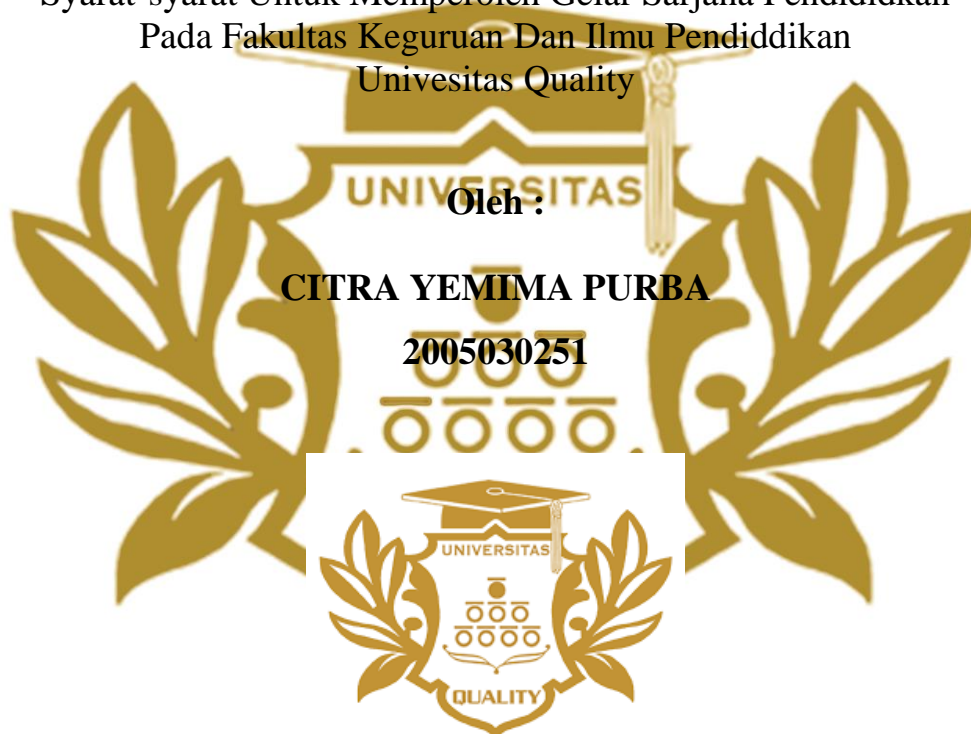 Syarat-syarat Untuk Memperoleh Gelar Sarjana Pendididkan
Pada Fakultas Keguruan Dan Ilmu Pendiddikan
Univesitas Quality
UNIVERSITAS
Oleh :
CITRA YEMIMA PURBA
2005030251
UNIVERSITAS
QUALITY